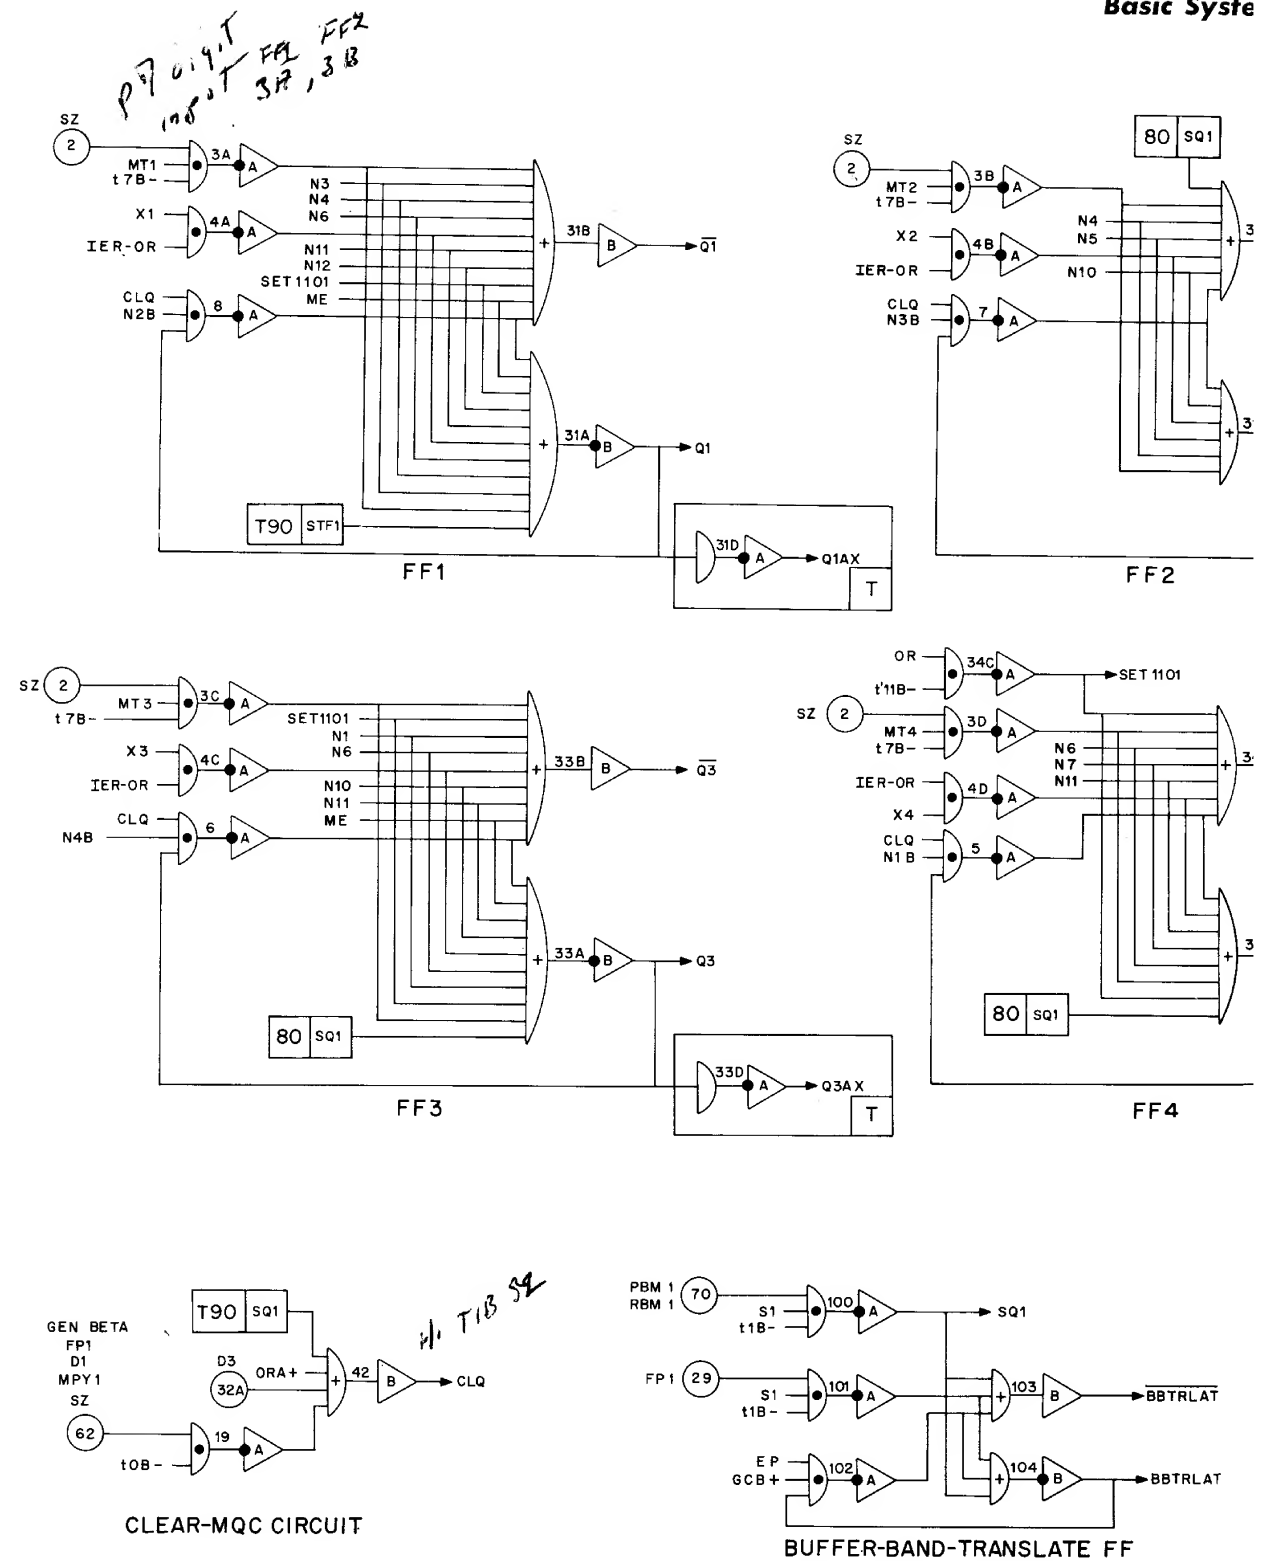 Basic Syste
P7 digit
input FF1 FF2
3A, 3B
SZ
2
MT1
t7B-
3A
A
X1
IER-OR
4A
A
CLQ
N2B
8
A
N3
N4
N6
N11
N12
SET1101
ME
+
31B
B
Q1
+
31A
B
Q1
T90 STF1
31D
A
Q1AX
T
FF1
80 SQ1
SZ
2
MT2
t7B-
3B
A
X2
IER-OR
4B
A
CLQ
N3B
7
A
N4
N5
N10
+
3
+
3
FF2
SZ 2
MT3
t7B-
3C
A
X3
IER-OR
4C
A
CLQ
N4B
6
A
SET1101
N1
N6
N10
N11
ME
+
33B
B
Q3
+
33A
B
Q3
80 SQ1
33D
A
Q3AX
T
FF3
OR
t'11B-
34C
A
SET1101
SZ 2
MT4
t7B-
3D
A
IER-OR
X4
4D
A
CLQ
N1B
5
A
N6
N7
N11
+
34
+
3
80 SQ1
FF4
T90 SQ1
GEN BETA
FP1
D1
MPY1
SZ
62
t0B-
19
A
D3
32A
ORA+
+
42
B
CLQ
T1B
CLEAR-MQC CIRCUIT
PBM 1
RBM 1
70
S1
t1B-
100
A
SQ1
FP1 29
S1
t1B-
101
A
EP
GCB+
102
A
+
103
B
BBTRLAT
+
104
B
BBTRLAT
BUFFER-BAND-TRANSLATE FF